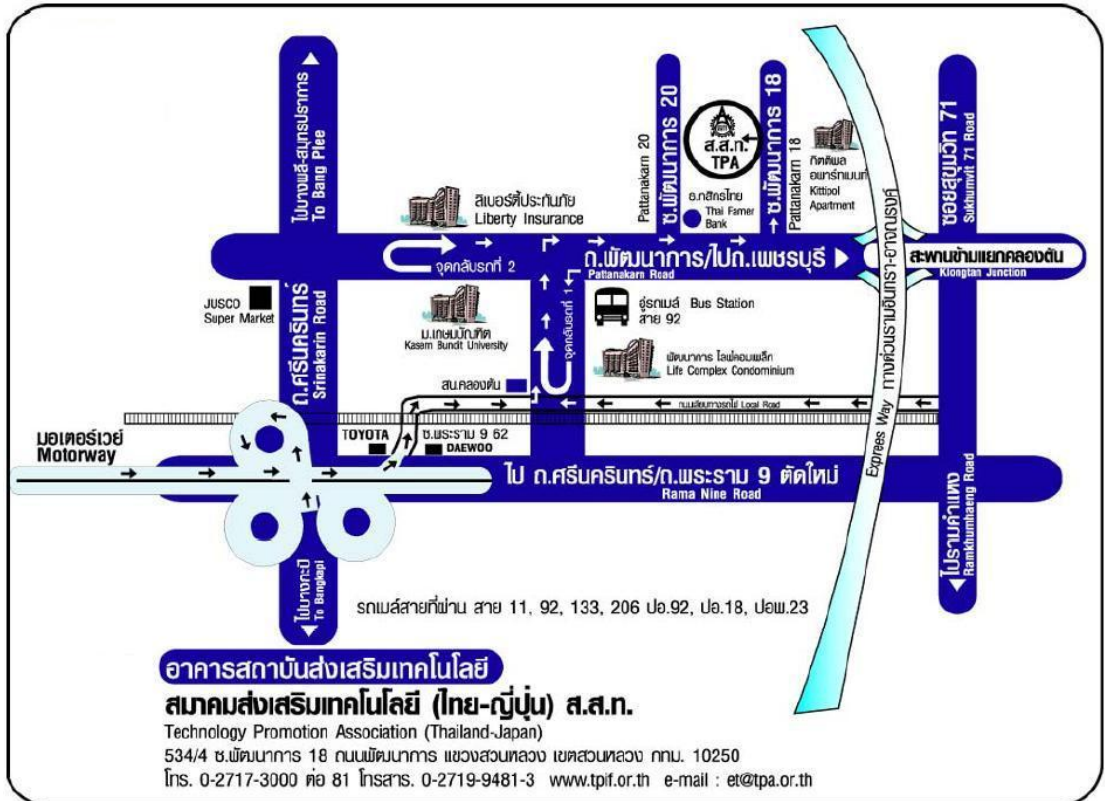 ไปบางพลี-สมุทรปราการ
To Bang Plee
ถ.ศรีนครินทร์
Srinakarin Road
ไปบางกะปิ
To Bangkapi
ลิเบอร์ตี้ประกันภัย
Liberty Insurance
จุดกลับรถที่ 2
Pattanakarn 20
ซ.พัฒนาการ 20
ส.ส.ท.
TPA
ธ.กสิกรไทย
Thai Famer
Bank
ซ.พัฒนาการ 18
Pattanakarn 18
กิตติพล
อพาร์ทเมนท์
Kittipol
Apartment
ซอยสุขุมวิท 71
Sukhumvit 71 Road
ถ.พัฒนาการ/ไปถ.เพชรบุรี
Pattanakarn Road
สะพานข้ามแยกคลองตัน
Klongtan Junction
Exprees Way ทางด่วนรามอินทรา-อาจณรงค์
JUSCO
Super Market
ม.เกษมบัณฑิต
Kasem Bundit University
จุดกลับรถที่ 1
อู่รถเมล์ Bus Station
สาย 92
พัฒนาการ ไลฟ์คอมเพล็ก
Life Complex Condominium
สน.คลองตัน
ถนนเลียบทางรถไฟ Local Road
มอเตอร์เวย์
Motorway
TOYOTA
ซ.พระราม 9 62
DAEWOO
ไป ถ.ศรีนครินทร์/ถ.พระราม 9 ตัดใหม่
Rama Nine Road
ไปรามคำแหง
Ramkhumhaeng Road
รถเมล์สายที่ผ่าน สาย 11, 92, 133, 206 ปอ.92, ปอ.18, ปอพ.23
อาคารสถาบันส่งเสริมเทคโนโลยี
สมาคมส่งเสริมเทคโนโลยี (ไทย-ญี่ปุ่น) ส.ส.ท.
Technology Promotion Association (Thailand-Japan)
534/4 ซ.พัฒนาการ 18 ถนนพัฒนาการ แขวงสวนหลวง เขตสวนหลวง กทม. 10250
โทร. 0-2717-3000 ต่อ 81 โทรสาร. 0-2719-9481-3 www.tpif.or.th e-mail : et@tpa.or.th